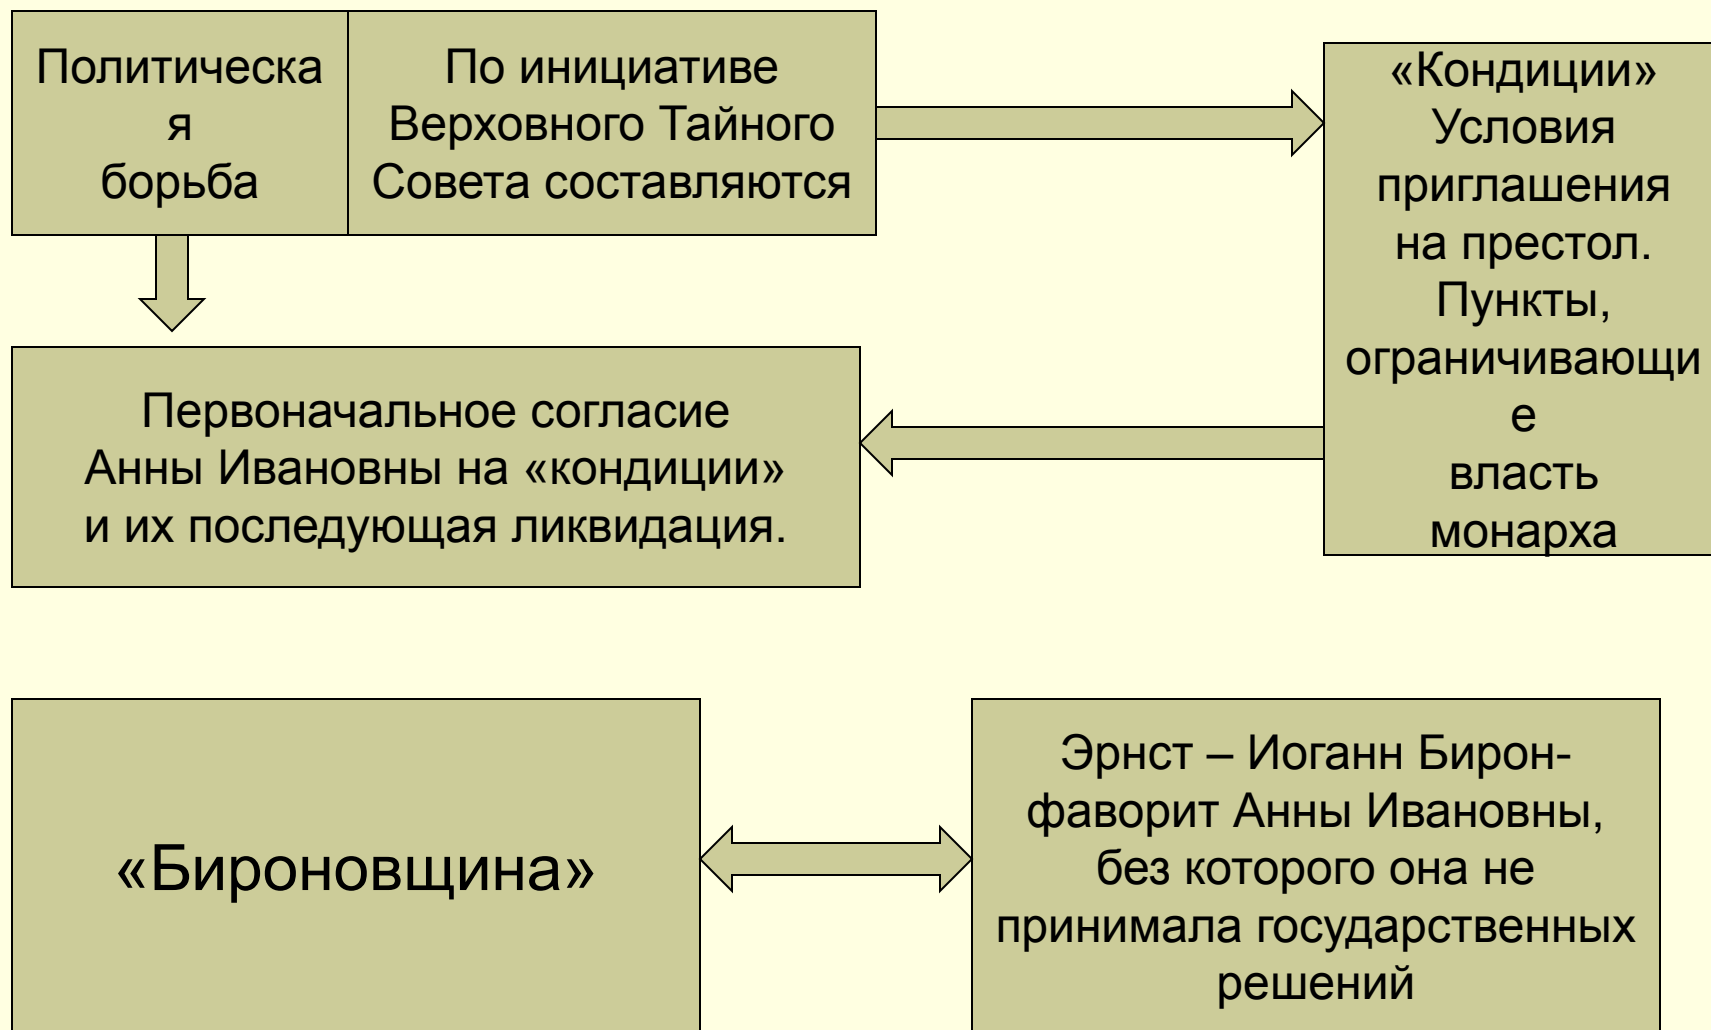 Политическа
я
борьба
По инициативе
Верховного Тайного
Совета составляются
«Кондиции»
Условия
приглашения
на престол.
Пункты,
ограничивающи
е
власть
монарха
Первоначальное согласие
Анны Ивановны на «кондиции»
и их последующая ликвидация.
«Бироновщина»
Эрнст – Иоганн Бирон-
фаворит Анны Ивановны,
без которого она не
принимала государственных
решений